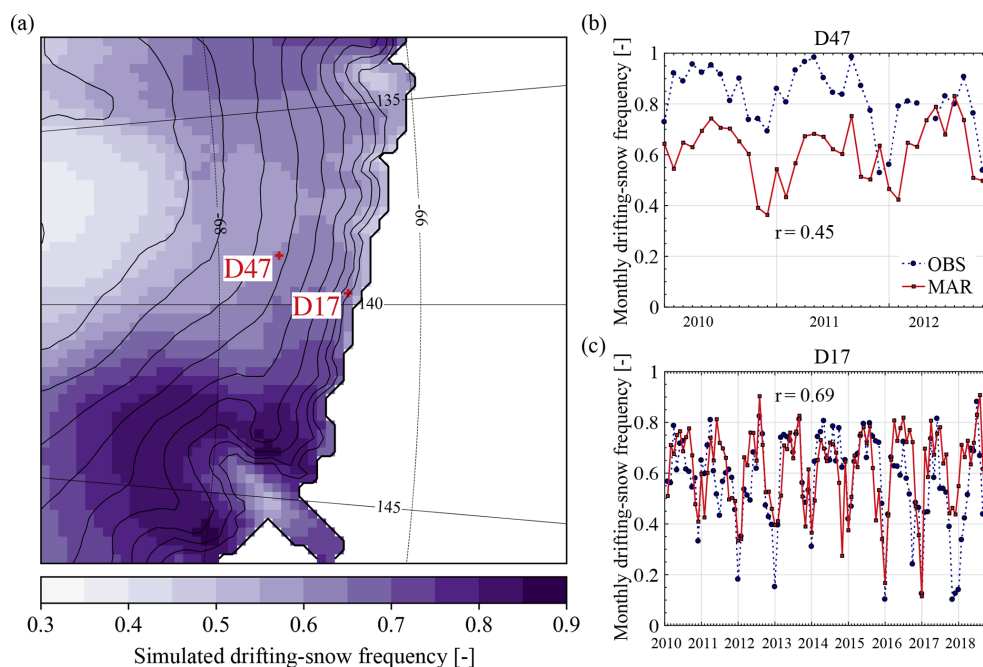 (a)
135
-68
-66
D47
D17
140
145
0.3 0.4 0.5 0.6 0.7 0.8 0.9
Simulated drifting-snow frequency [-]
(b)
D47
Monthly drifting-snow frequency [-]
1
0.8
0.6
0.4
0.2
0
r = 0.45
OBS
MAR
2010 2011 2012
(c)
D17
Monthly drifting-snow frequency [-]
1
0.8
0.6
0.4
0.2
0
r = 0.69
2010 2011 2012 2013 2014 2015 2016 2017 2018